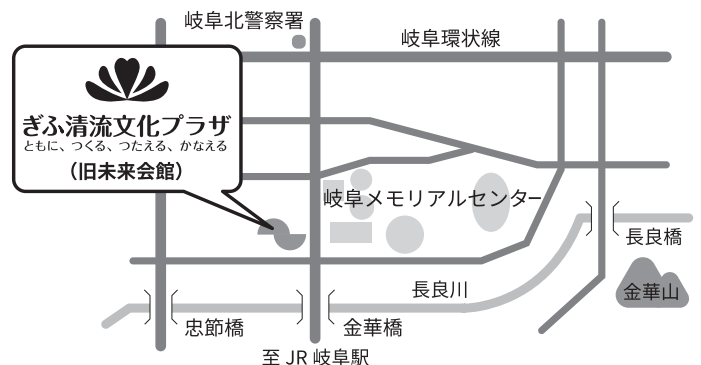 岐阜北警察署
岐阜環状線
ぎふ清流文化プラザ
ともに、つくる、つたえる、かなえる
（旧未来会館）
岐阜メモリアルセンター
長良橋
長良川
金華山
忠節橋
金華橋
至 JR 岐阜駅